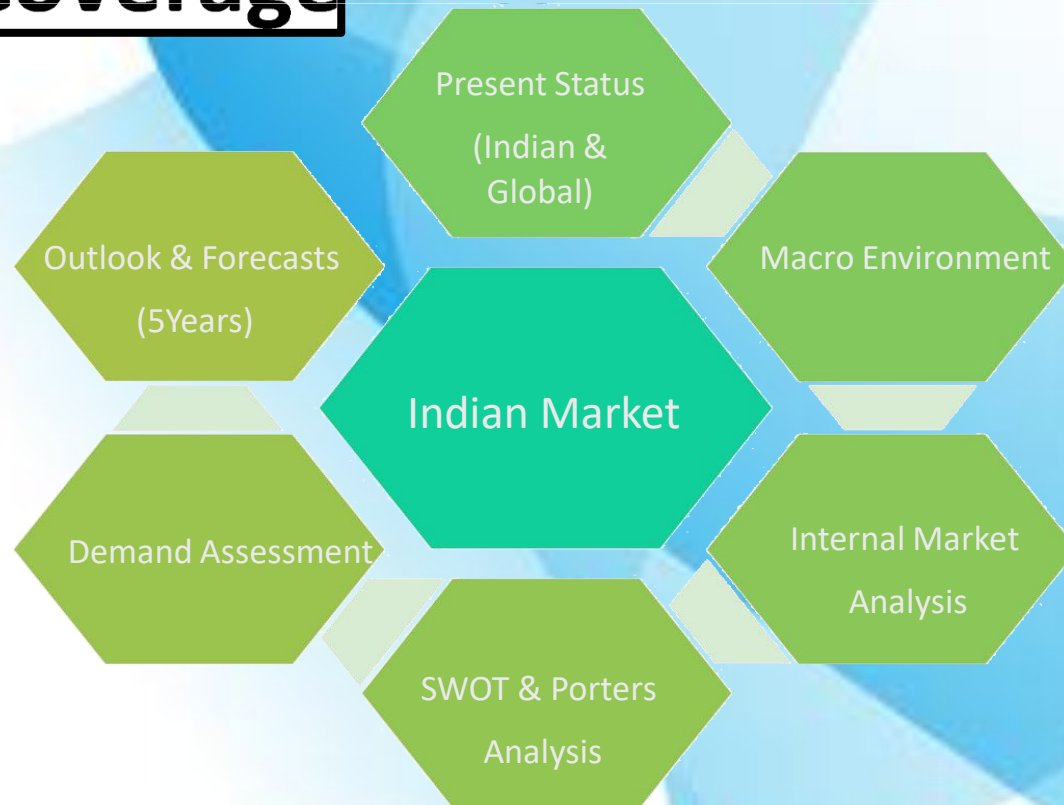 Coverage
Present Status
(Indian &
Global)
Macro Environment
Internal Market
Analysis
SWOT & Porters
Analysis
Demand Assessment
Outlook & Forecasts
(5Years)
Indian Market